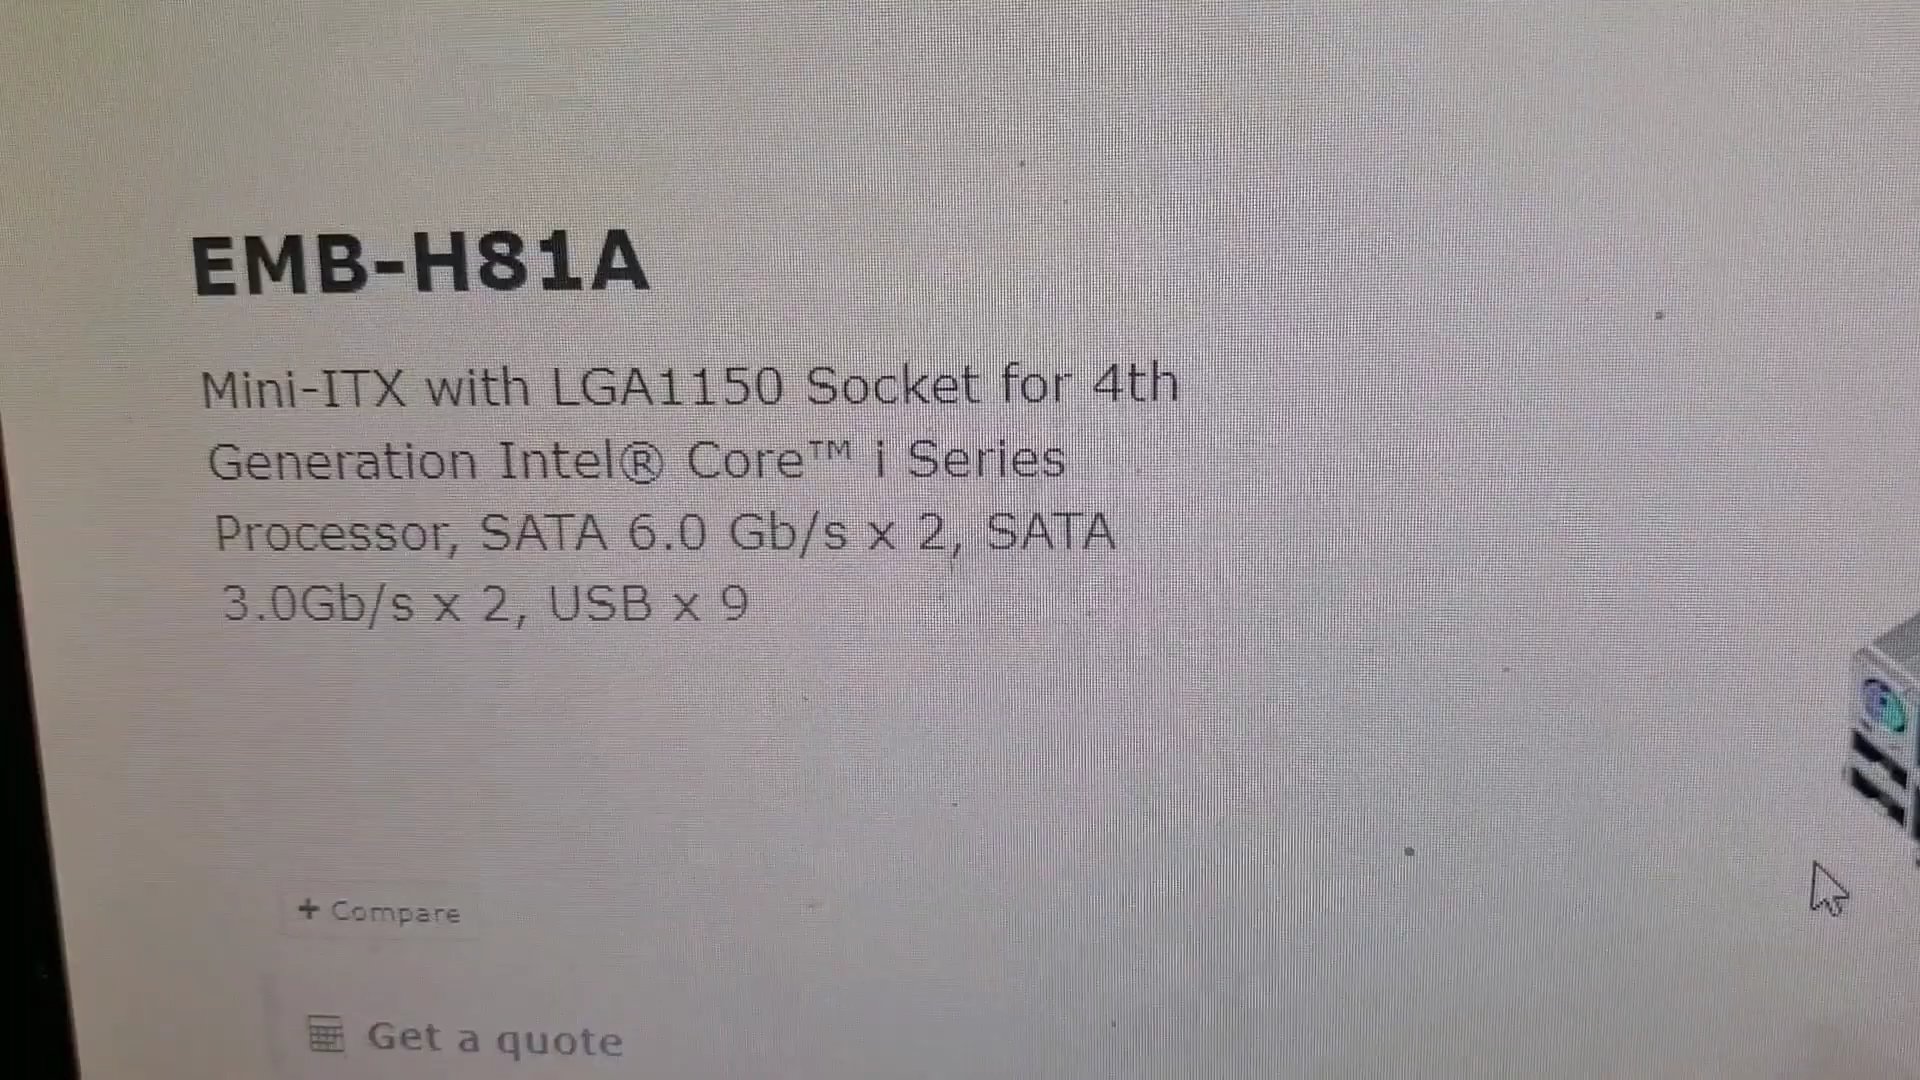 EMB-H81A
Mini-ITX with LGA1150 Socket for 4th
Generation Intel® Core™ i Series
Processor, SATA 6.0 Gb/s x 2, SATA
3.0Gb/s x 2, USB x 9
+ Compare
Get a quote